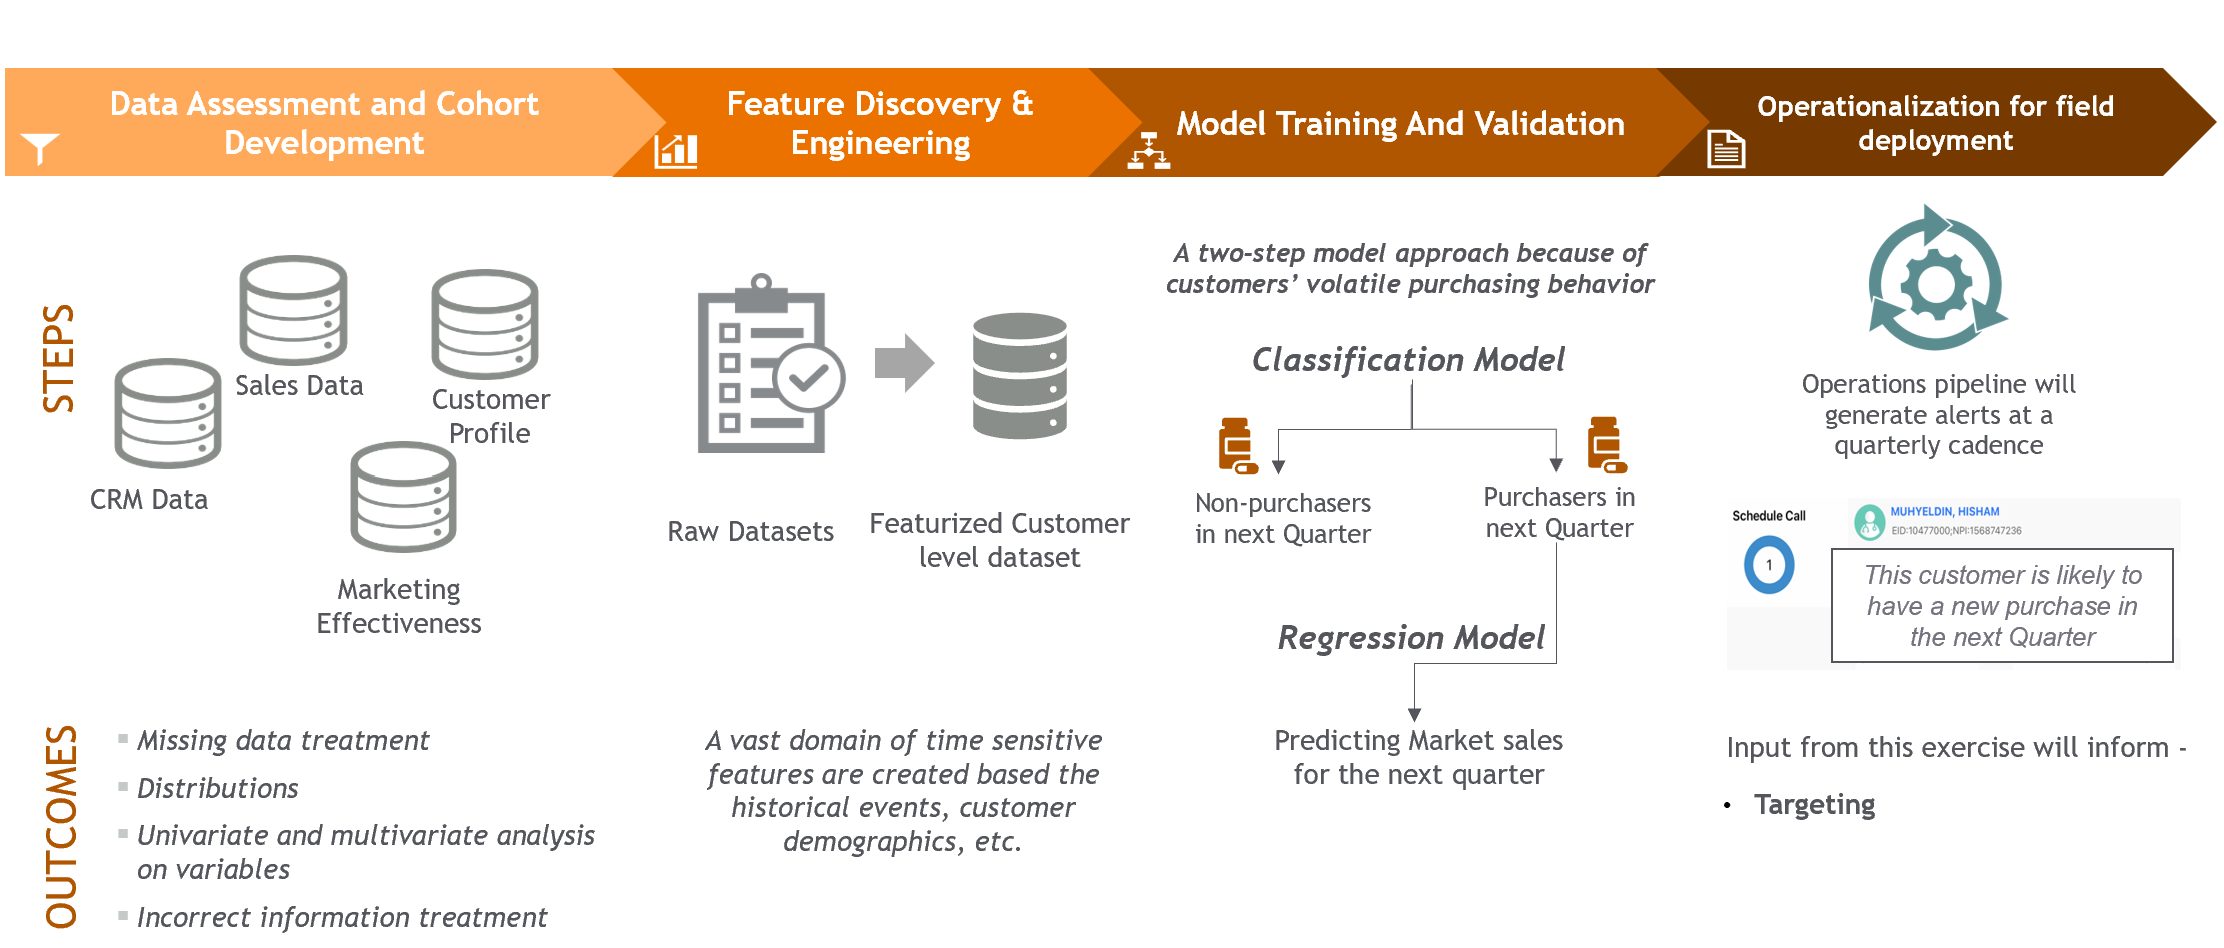 Data Assessment and Cohort
Development
Feature Discovery &
Engineering
Model Training And Validation
Operationalization for field
deployment
STEPS
Sales Data
Customer
Profile
CRM Data
Marketing
Effectiveness
Raw Datasets
Featurized Customer
level dataset
A two-step model approach because of
customers’ volatile purchasing behavior
Classification Model
Non-purchasers
in next Quarter
Purchasers in
next Quarter
Regression Model
Predicting Market sales
for the next quarter
Operations pipeline will
generate alerts at a
quarterly cadence
Schedule Call
1
MUHYELDIN, HISHAM
EID:10477000;NPI:1568747236
This customer is likely to
have a new purchase in
the next Quarter
OUTCOMES
Missing data treatment
Distributions
Univariate and multivariate analysis
on variables
Incorrect information treatment
A vast domain of time sensitive
features are created based the
historical events, customer
demographics, etc.
Input from this exercise will inform -
• Targeting